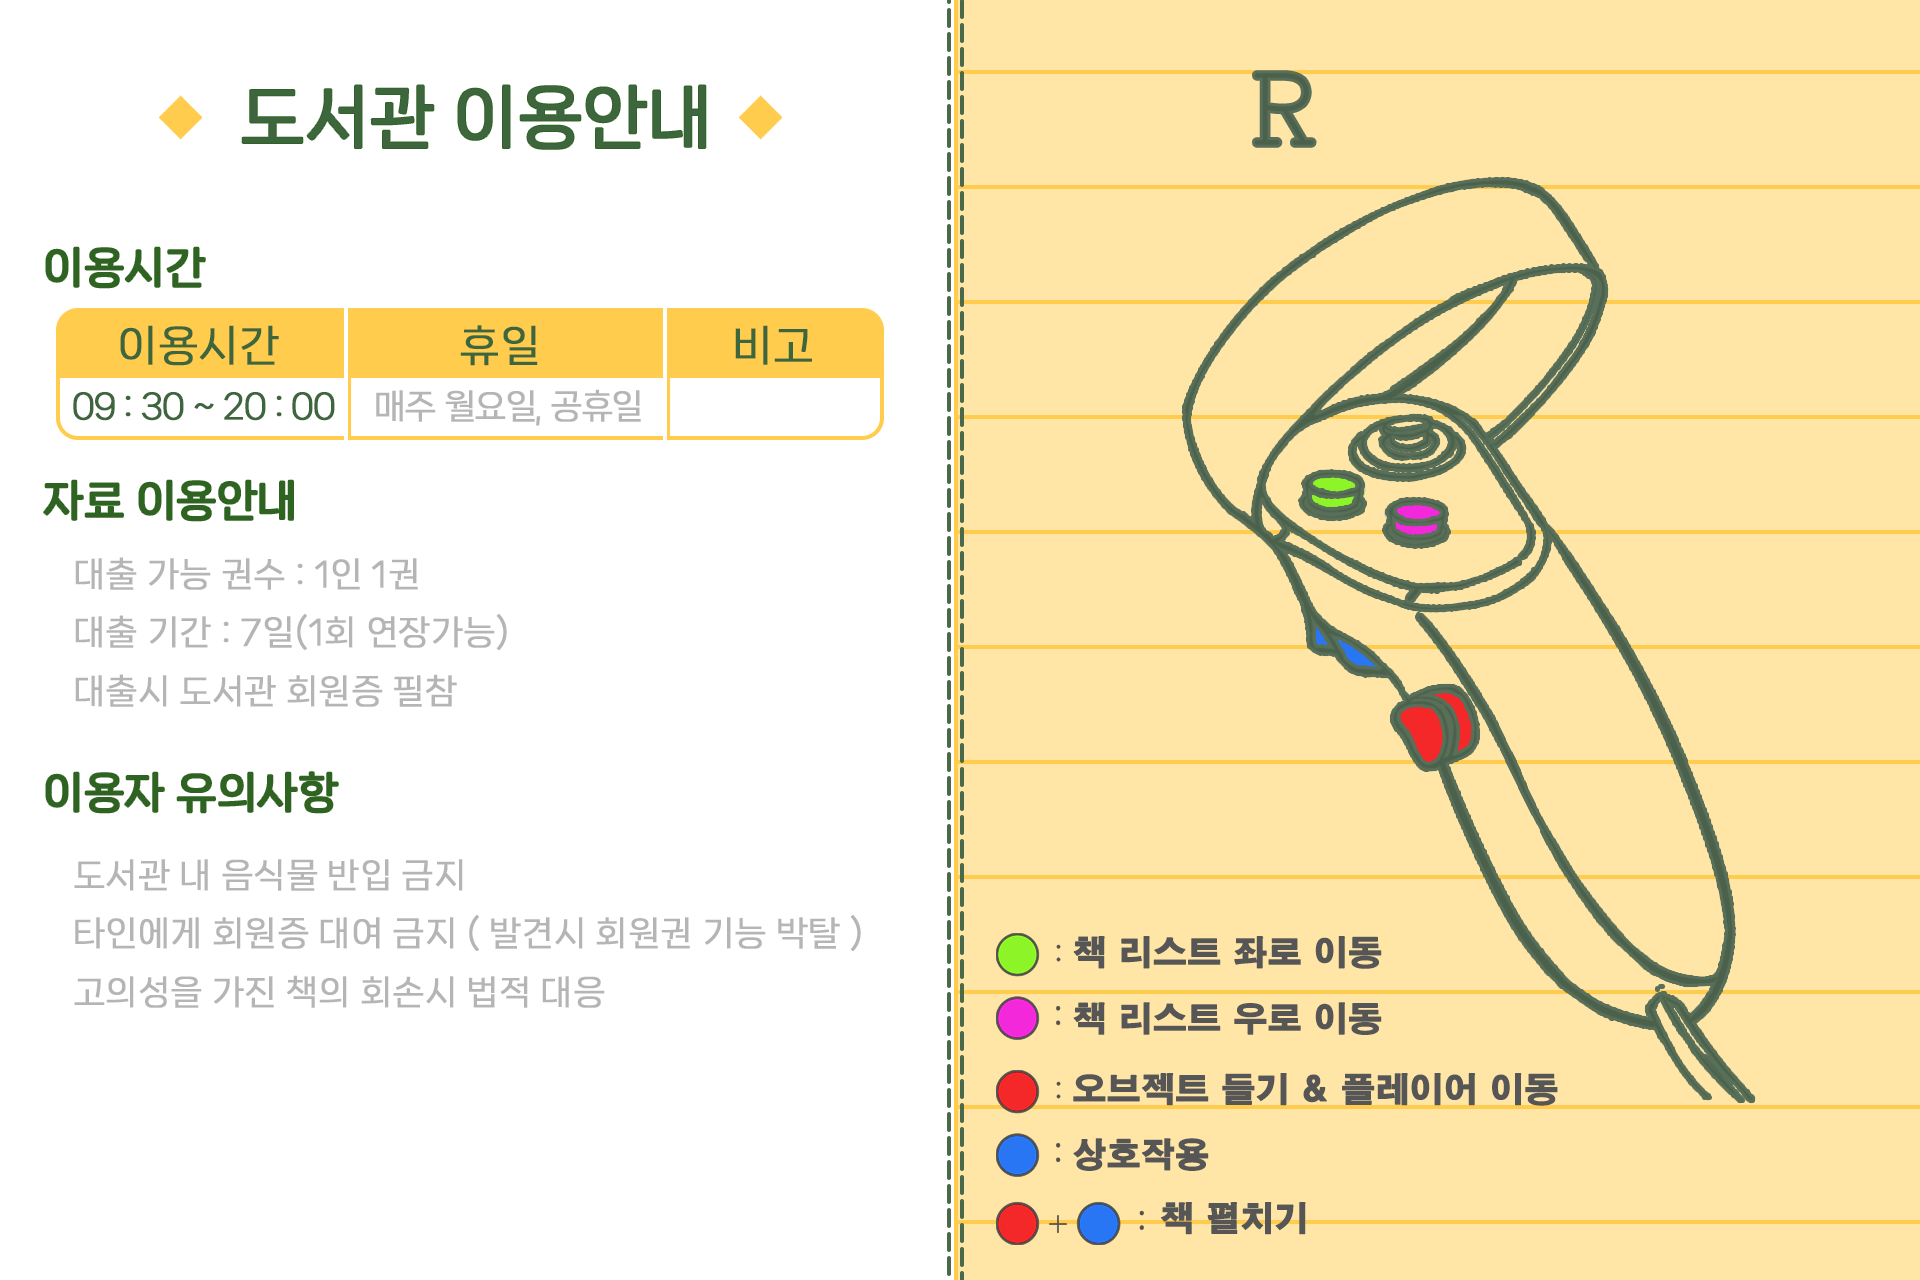 도서관 이용안내
이용시간
이용시간 휴일 비고
09 : 30 ~ 20 : 00 매주 월요일, 공휴일
자료 이용안내
대출 가능 권수 : 1인 1권
대출 기간 : 7일(1회 연장가능)
대출시 도서관 회원증 필참
이용자 유의사항
도서관 내 음식물 반입 금지
타인에게 회원증 대여 금지 ( 발견시 회원권 기능 박탈 )
고의성을 가진 책의 회손시 법적 대응
R
: 책 리스트 좌로 이동
: 책 리스트 우로 이동
: 오브젝트 들기 & 플레이어 이동
: 상호작용
+ : 책 펼치기